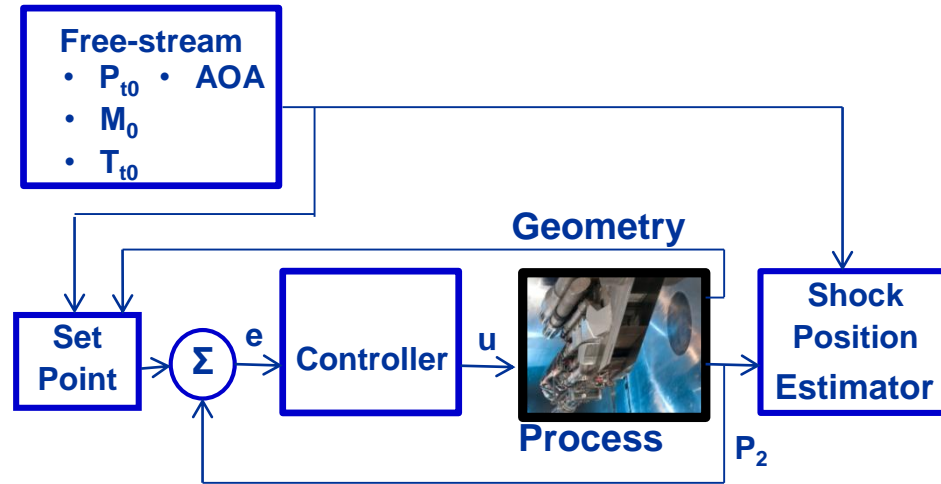 Free-stream
• Pt0 • AOA
• M0
• Tt0
Geometry
Set
Point
Σ
e
Controller
u
Process
P2
Shock
Position
Estimator